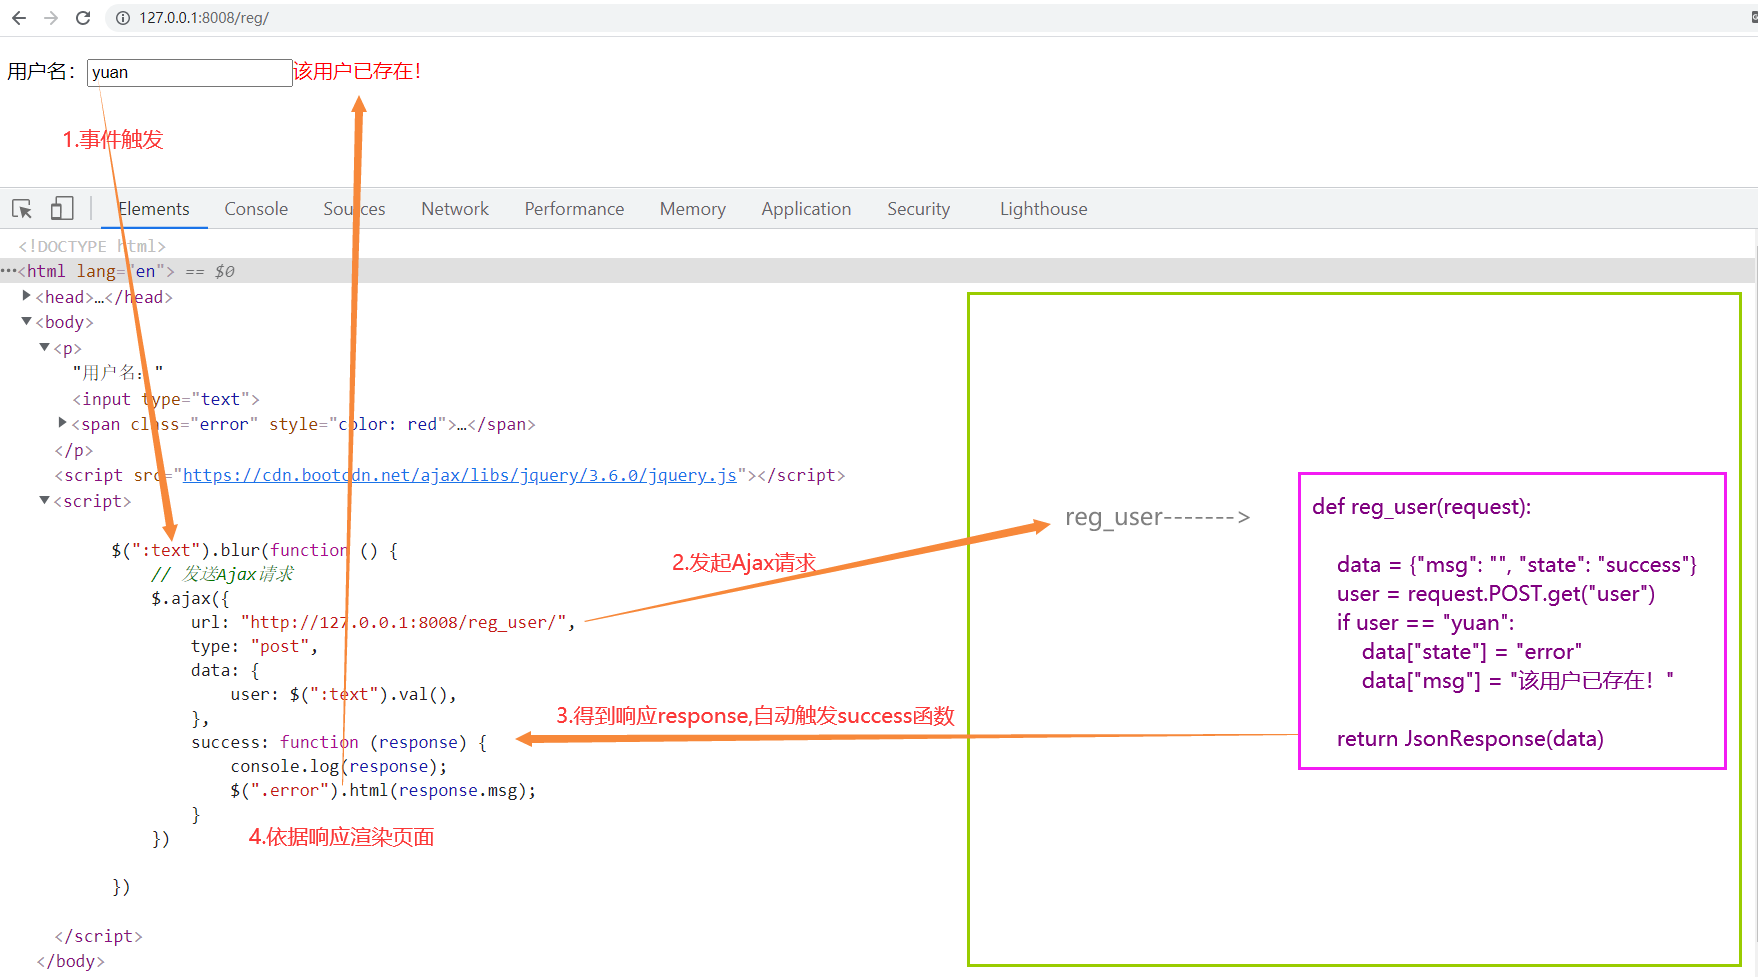 127.0.0.1:8008/reg/
用户名： yuan 该用户已存在！
1.事件触发
Elements Console Sources Network Performance Memory Application Security Lighthouse
<!DOCTYPE html>
···<html lang="en"> == $0
<head>…</head>
<body>
<p>
"用户名："
<input type="text">
<span class="error" style="color: red">…</span>
</p>
<script src="https://cdn.bootcdn.net/ajax/libs/jquery/3.6.0/jquery.js"></script>
<script>
$(":text").blur(function () {
// 发送Ajax请求
$.ajax({
url: "http://127.0.0.1:8008/reg_user/",
type: "post",
data: {
user: $(":text").val(),
},
success: function (response) {
console.log(response);
$(".error").html(response.msg);
}
})
})
</script>
</body>
2.发起Ajax请求
3.得到响应response,自动触发success函数
4.依据响应渲染页面
reg_user------->
def reg_user(request):
data = {"msg": "", "state": "success"}
user = request.POST.get("user")
if user == "yuan":
data["state"] = "error"
data["msg"] = "该用户已存在！"
return JsonResponse(data)